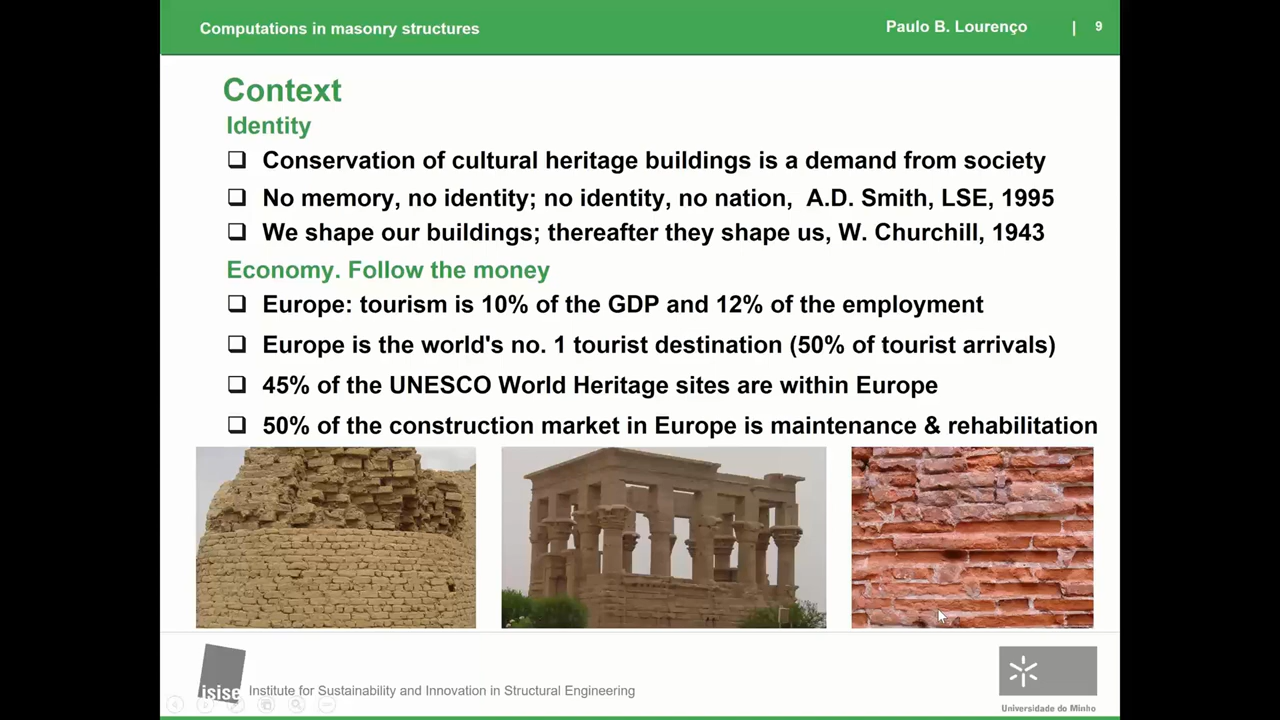 Computations in masonry structures
Paulo B. Lourenço | 9
Context
Identity
Conservation of cultural heritage buildings is a demand from society
No memory, no identity; no identity, no nation, A.D. Smith, LSE, 1995
We shape our buildings; thereafter they shape us, W. Churchill, 1943
Economy. Follow the money
Europe: tourism is 10% of the GDP and 12% of the employment
Europe is the world's no. 1 tourist destination (50% of tourist arrivals)
45% of the UNESCO World Heritage sites are within Europe
50% of the construction market in Europe is maintenance & rehabilitation
isise Institute for Sustainability and Innovation in Structural Engineering
Universidade do Minho